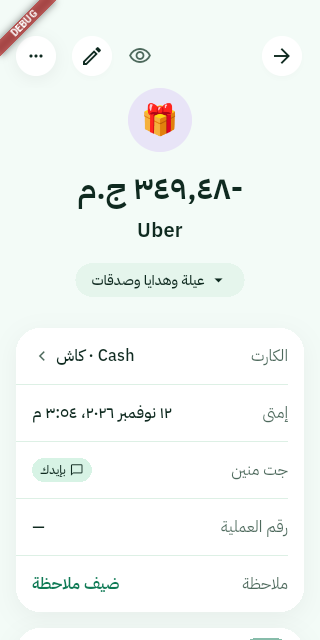 DEBUG
-٣٤٩,٤٨ ج.م
Uber
عيلة وهدايا وصدقات
الكارت
كاش · Cash
إمتى
١٢ نوفمبر ٢٠٢٦، ٣:٥٤ م
جت منين
بإيدك
رقم العملية
—
ملاحظة
ضيف ملاحظة